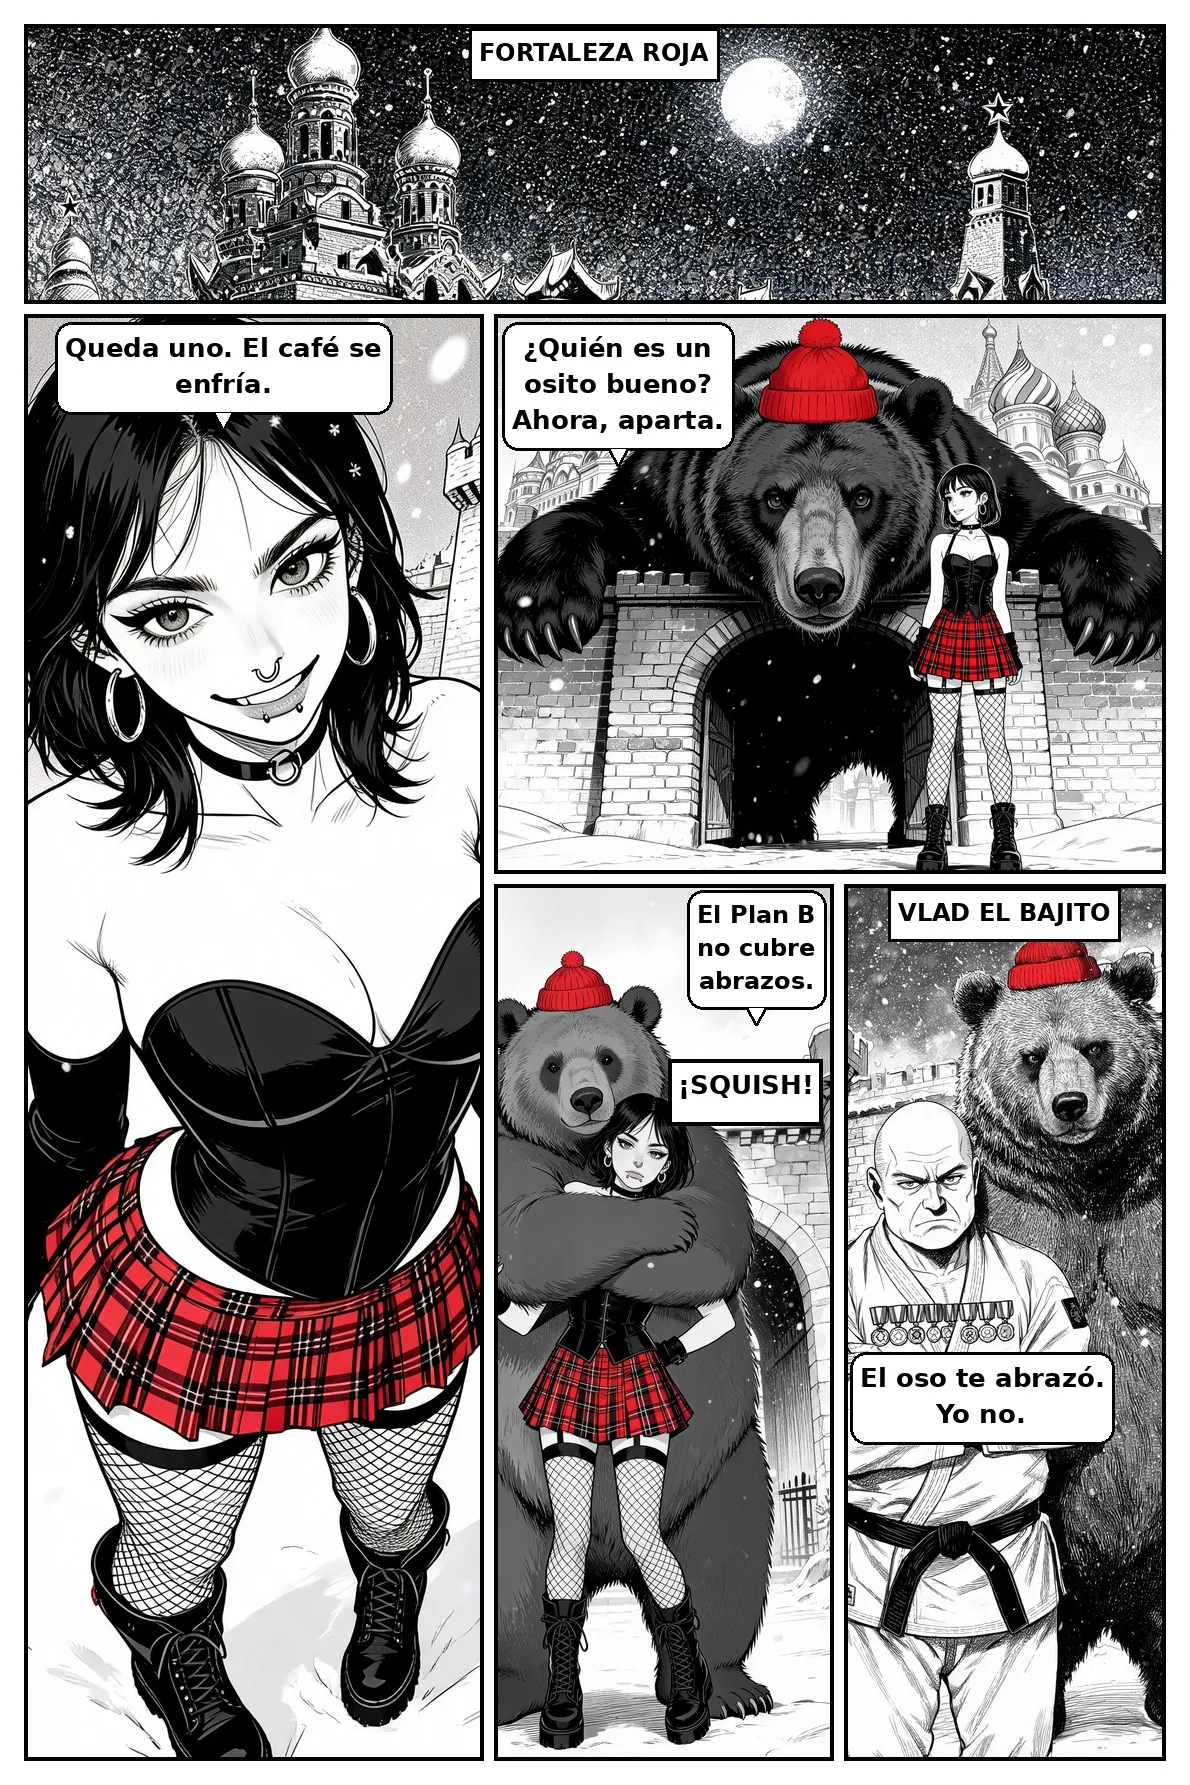 FORTALEZA ROJA
Queda uno. El café se
enfría.
¿Quién es un
osito bueno?
Ahora, aparta.
El Plan B
no cubre
abrazos.
¡SQUISH!
VLAD EL BAJITO
El oso te abrazó.
Yo no.